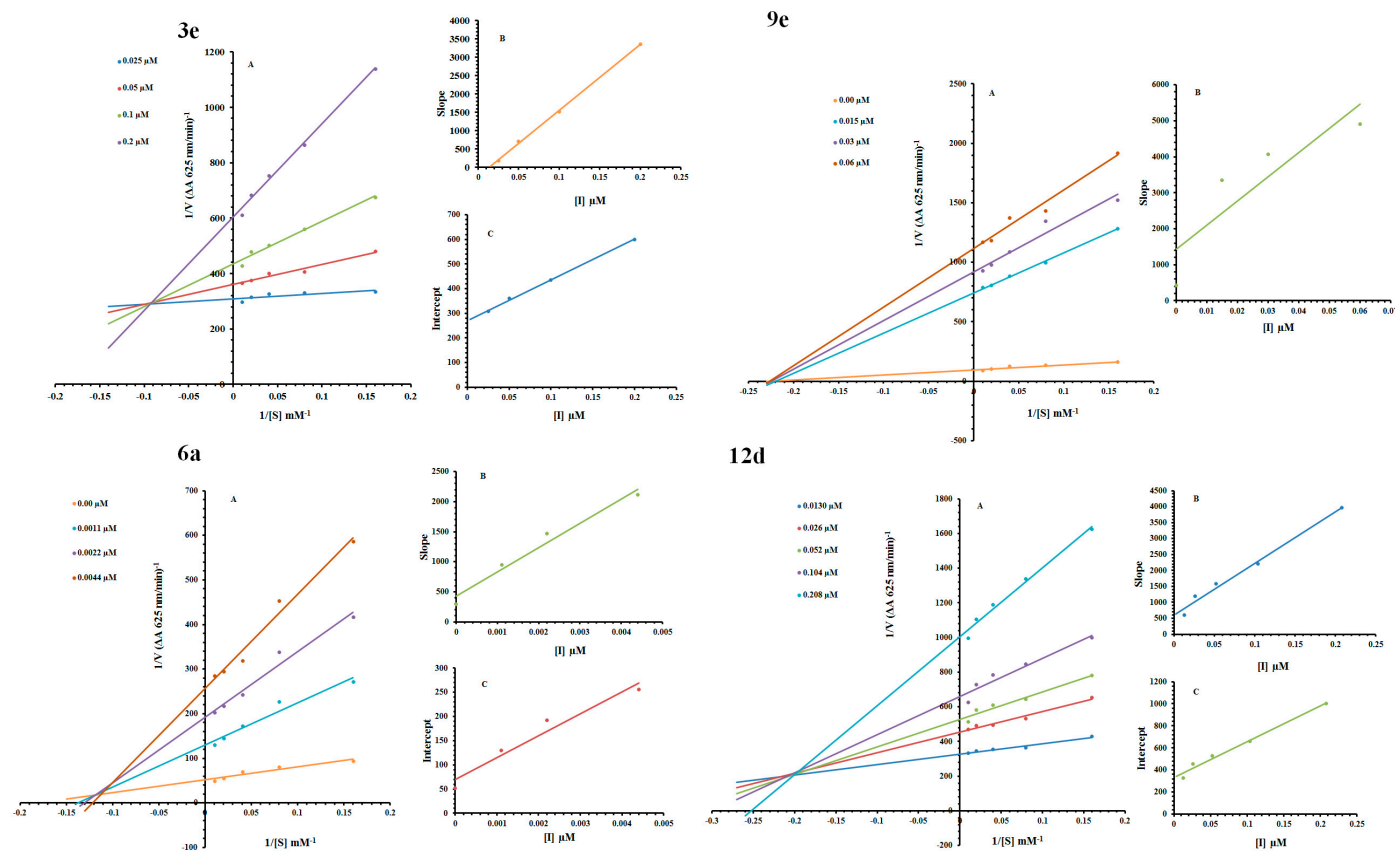 3e
0.025 µM
0.05 µM
0.1 µM
0.2 µM
A
1/V (ΔA 625 nm/min)-1
1200
1000
800
600
400
200
0
-0.2 -0.15 -0.1 -0.05 0 0.05 0.1 0.15 0.2
1/[S] mM-1
B
Slope
4000
3500
3000
2500
2000
1500
1000
500
0
0 0.05 0.1 0.15 0.2 0.25
[I] µM
C
Intercept
700
600
500
400
300
200
100
0
0 0.05 0.1 0.15 0.2 0.25
[I] µM
9e
0.00 µM
0.015 µM
0.03 µM
0.06 µM
A
1/V (ΔA 625 nm/min)-1
2500
2000
1500
1000
500
0
-500
-0.25 -0.2 -0.15 -0.1 -0.05 0 0.05 0.1 0.15 0.2
1/[S] mM-1
B
Slope
6000
5000
4000
3000
2000
1000
0
0 0.01 0.02 0.03 0.04 0.05 0.06
[I] µM
6a
0.00 µM
0.0011 µM
0.0022 µM
0.0044 µM
A
1/V (ΔA 625 nm/min)-1
700
600
500
400
300
200
100
0
-100
-0.2 -0.15 -0.1 -0.05 0 0.05 0.1 0.15 0.2
1/[S] mM-1
B
Slope
2500
2000
1500
1000
500
0
0 0.001 0.002 0.003 0.004 0.005
[I] µM
C
Intercept
300
250
200
150
100
50
0
0 0.001 0.002 0.003 0.004 0.005
[I] µM
12d
0.0130 µM
0.026 µM
0.052 µM
0.104 µM
0.208 µM
A
1/V (ΔA 625 nm/min)-1
1800
1600
1400
1200
1000
800
600
400
200
0
-200
-0.3 -0.25 -0.2 -0.15 -0.1 -0.05 0 0.05 0.1 0.15 0.2
1/[S] mM-1
B
Slope
4500
4000
3500
3000
2500
2000
1500
1000
500
0
0 0.05 0.1 0.15 0.2 0.25
[I] µM
C
Intercept
1200
1000
800
600
400
200
0
0 0.05 0.1 0.15 0.2 0.25
[I] µM